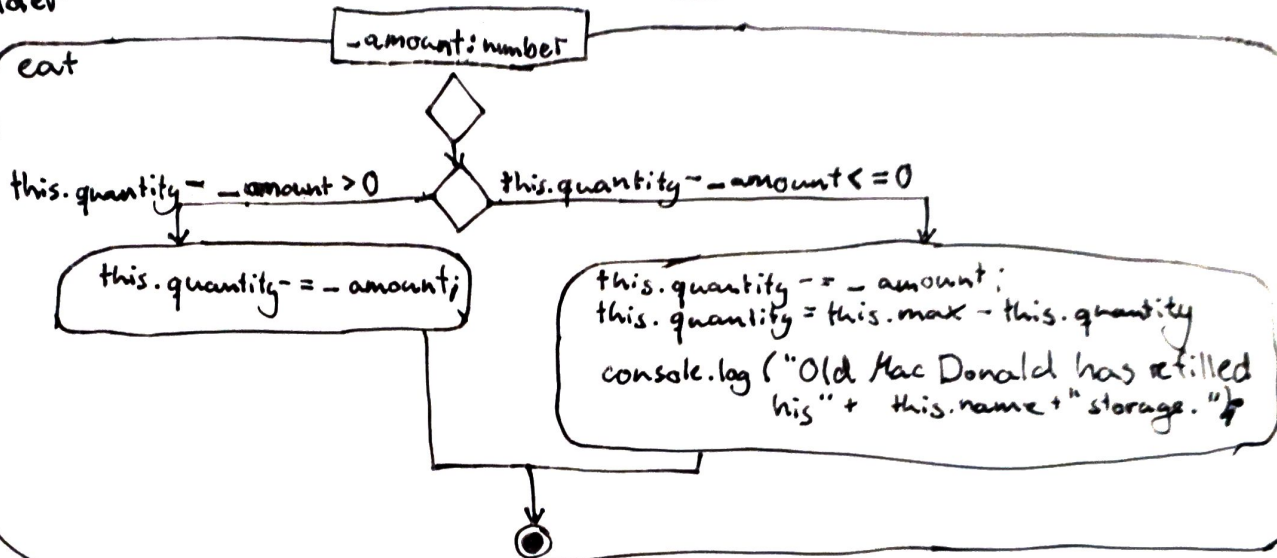 _amount: number
eat
this.quantity - _amount > 0
this.quantity - _amount <= 0
this.quantity -= _amount;
this.quantity -= _amount;
this.quantity = this.max - this.quantity
console.log ("Old Mac Donald has refilled
his" + this.name + " storage.");